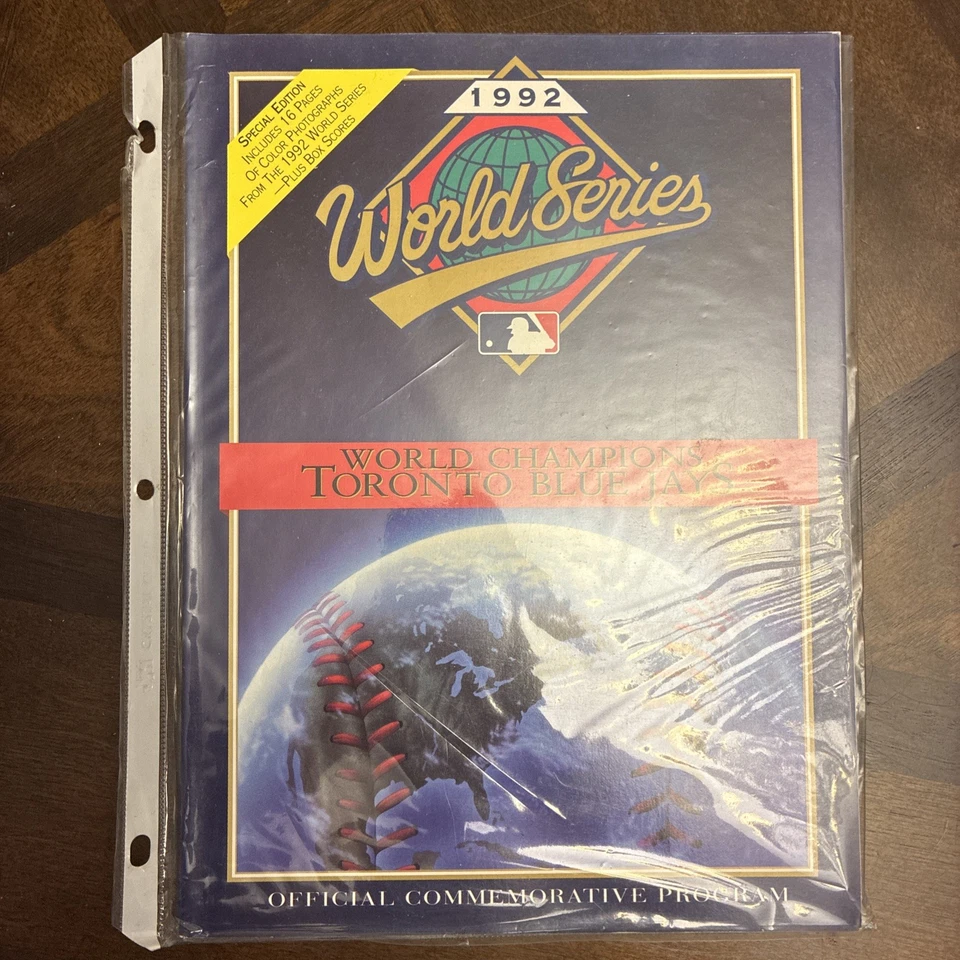 SPECIAL EDITION
INCLUDES 16 PAGES
OF COLOR PHOTOGRAPHS
FROM THE 1992 WORLD SERIES
—PLUS BOX SCORES
1992
World Series
WORLD CHAMPIONS
TORONTO BLUE JAYS
OFFICIAL COMMEMORATIVE PROGRAM